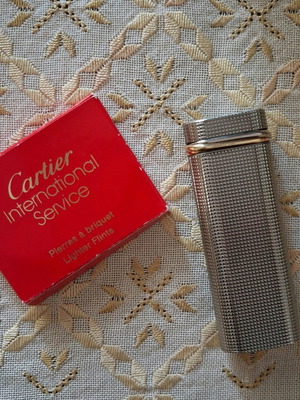 Cartier
International
Service
Pierres à briquet
Lighter Flints